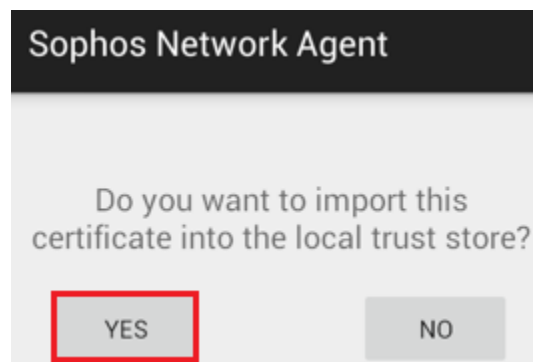 Sophos Network Agent
Do you want to import this
certificate into the local trust store?
YES NO